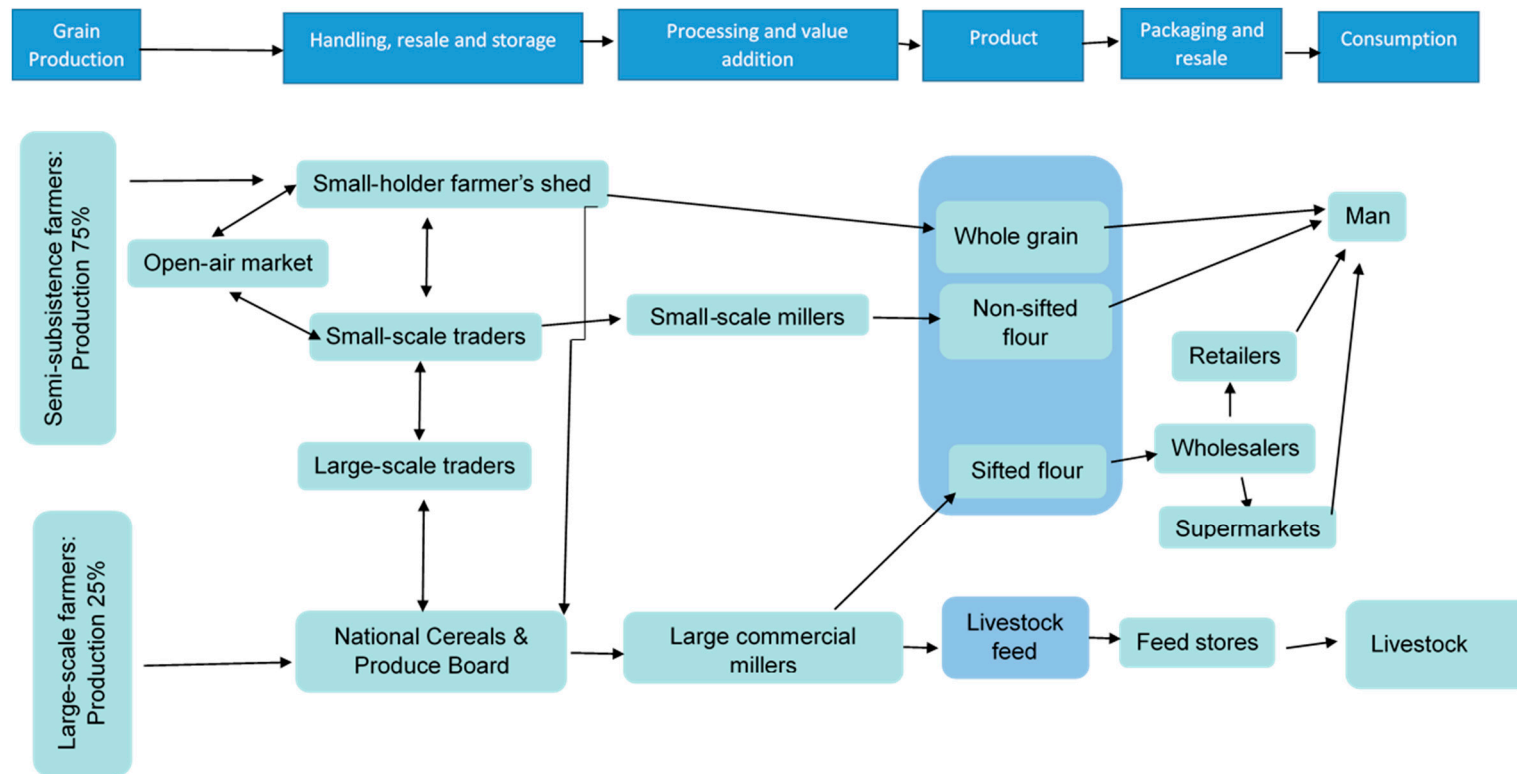 Grain
Production
Handling, resale and storage
Processing and value
addition
Product
Packaging and
resale
Consumption
Semi-subsistence farmers:
Production 75%
Small-holder farmer's shed
Open-air market
Whole grain
Man
Small-scale traders
Small-scale millers
Non-sifted
flour
Retailers
Large-scale traders
Sifted flour
Wholesalers
Supermarkets
Large-scale farmers:
Production 25%
National Cereals &
Produce Board
Large commercial
millers
Livestock
feed
Feed stores
Livestock